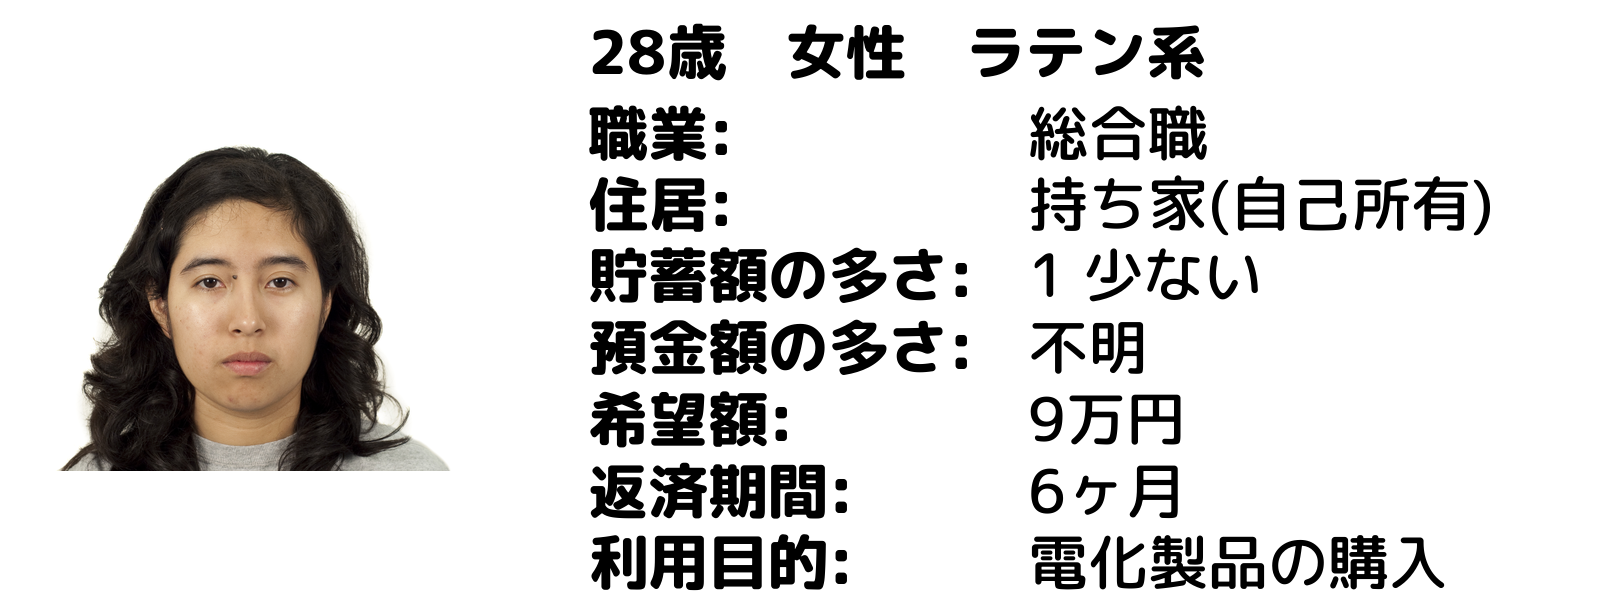 28歳　女性　ラテン系
職業: 総合職
住居: 持ち家(自己所有)
貯蓄額の多さ: 1 少ない
預金額の多さ: 不明
希望額: 9万円
返済期間: 6ヶ月
利用目的: 電化製品の購入